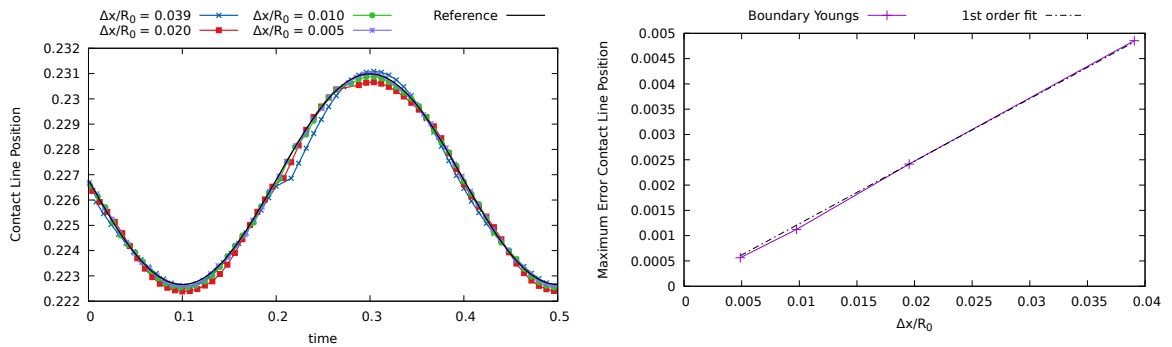 Δx/R₀ = 0.039
Δx/R₀ = 0.020
Δx/R₀ = 0.010
Δx/R₀ = 0.005
Reference
Contact Line Position
0.232
0.231
0.23
0.229
0.228
0.227
0.226
0.225
0.224
0.223
0.222
0 0.1 0.2 0.3 0.4 0.5
time
Boundary Youngs
1st order fit
Maximum Error Contact Line Position
0.005
0.0045
0.004
0.0035
0.003
0.0025
0.002
0.0015
0.001
0.0005
0
0 0.005 0.01 0.015 0.02 0.025 0.03 0.035 0.04
Δx/R₀